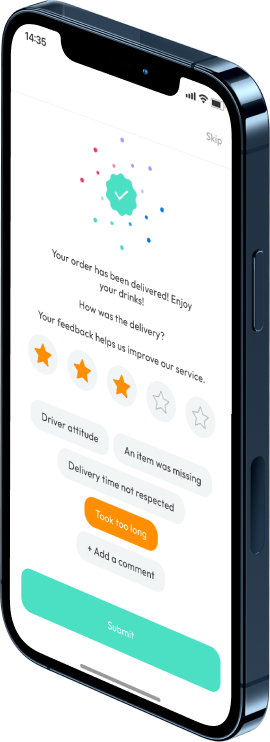 14:35
Skip
Your order has been delivered! Enjoy
your drinks!
How was the delivery?
Your feedback helps us improve our service.
Driver attitude
An item was missing
Delivery time not respected
Took too long
+ Add a comment
Submit